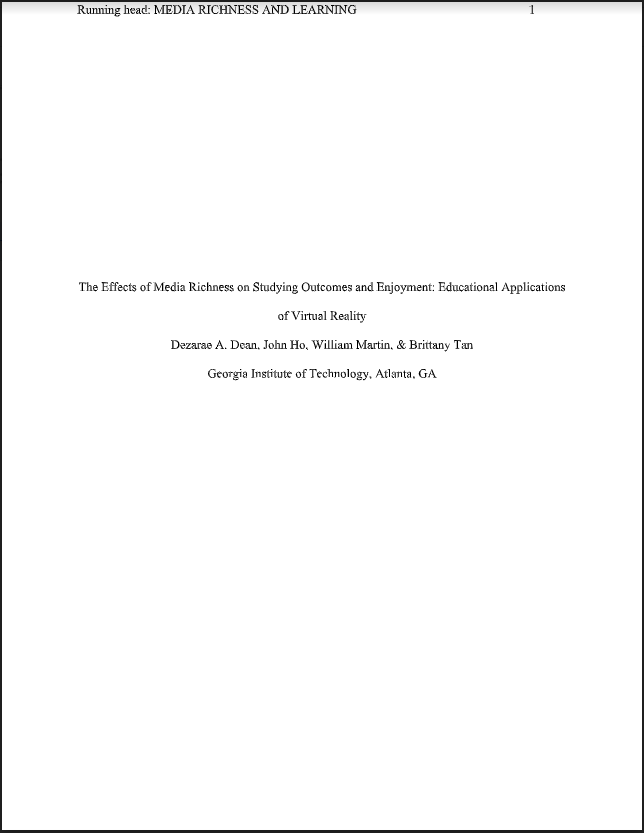 Running head: MEDIA RICHNESS AND LEARNING 1
The Effects of Media Richness on Studying Outcomes and Enjoyment: Educational Applications
of Virtual Reality
Dezarae A. Dean, John Ho, William Martin, & Brittany Tan
Georgia Institute of Technology, Atlanta, GA